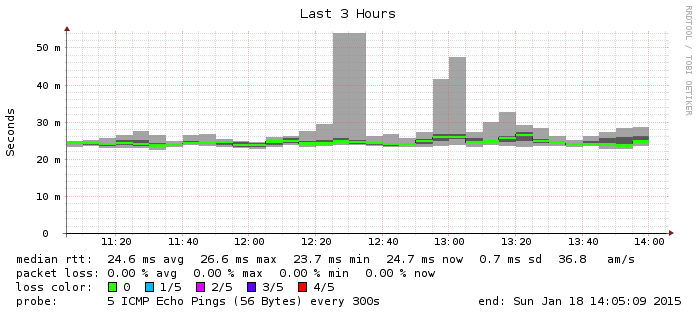 Last 3 Hours
RRDTOOL / TOBI OETIKER
Seconds
50 m
40 m
30 m
20 m
10 m
0
11:20 11:40 12:00 12:20 12:40 13:00 13:20 13:40 14:00
median rtt: 24.6 ms avg 26.6 ms max 23.7 ms min 24.7 ms now 0.7 ms sd 36.8 am/s
packet loss: 0.00 % avg 0.00 % max 0.00 % min 0.00 % now
loss color: 0 1/5 2/5 3/5 4/5
probe: 5 ICMP Echo Pings (56 Bytes) every 300s end: Sun Jan 18 14:05:09 2015